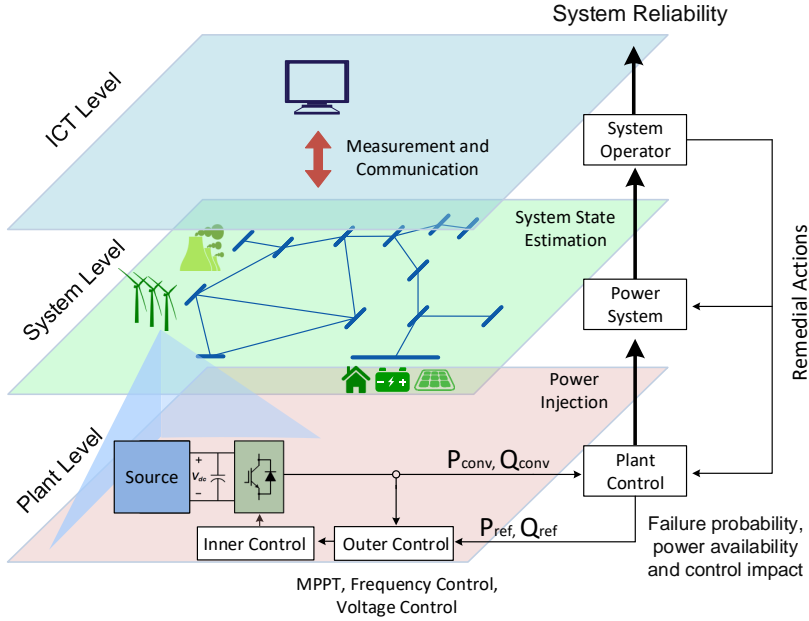 System Reliability
ICT Level
Measurement and
Communication
System
Operator
System Level
System State
Estimation
Power
System
Remedial Actions
Plant Level
Power
Injection
Source
+
Vdc
−
Pconv, Qconv
Plant
Control
Inner Control
Outer Control
Pref, Qref
Failure probability,
power availability
and control impact
MPPT, Frequency Control,
Voltage Control